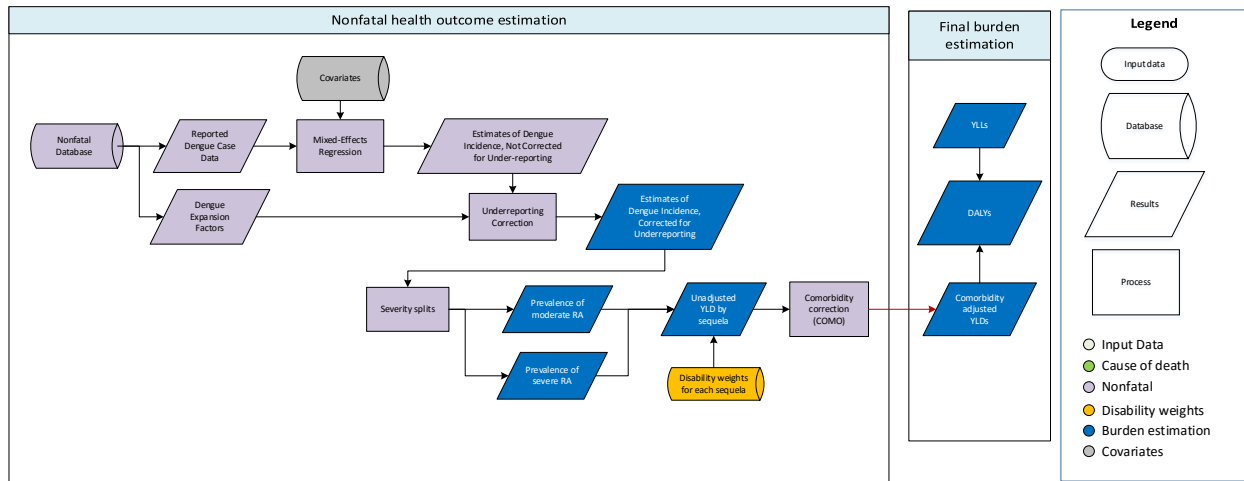 Nonfatal health outcome estimation
Covariates
Nonfatal
Database
Reported
Dengue Case
Data
Mixed-Effects
Regression
Estimates of Dengue
Incidence, Not Corrected
for Under-reporting
Dengue
Expansion
Factors
Underreporting
Correction
Estimates of
Dengue Incidence,
Corrected for
Underreporting
Severity splits
Prevalence of
moderate RA
Prevalence of
severe RA
Unadjusted
YLD by
sequela
Disability weights
for each sequela
Comorbidity
correction
(COMO)
Final burden
estimation
YLLs
DALYs
Comorbidity
adjusted
YLDs
Legend
Input data
Database
Results
Process
Input Data
Cause of death
Nonfatal
Disability weights
Burden estimation
Covariates